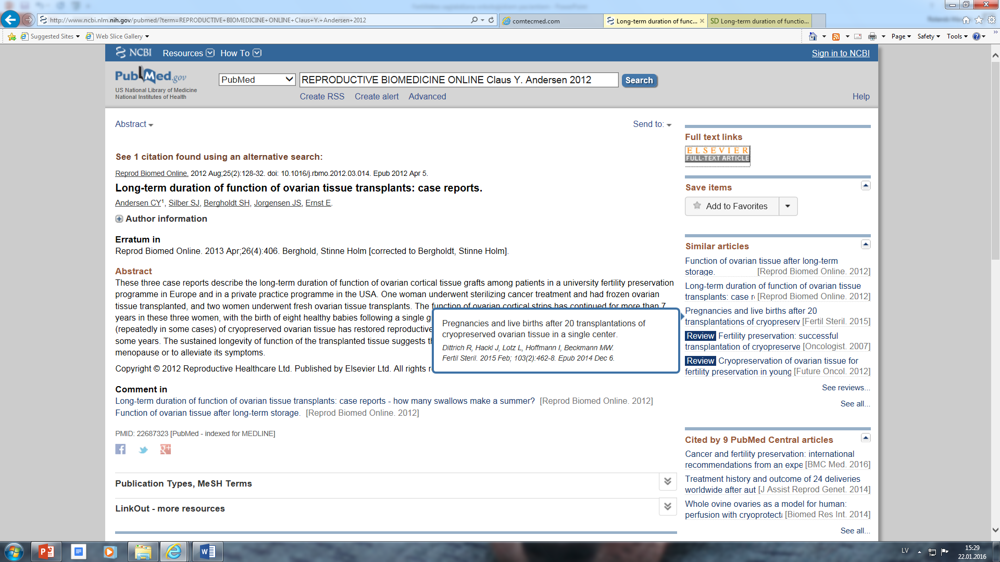 http://www.ncbi.nlm.nih.gov/pubmed/?term=REPRODUCTIVE+BIOMEDICINE+ONLINE+Claus+Y.+Andersen+2012
comtecmed.com
Long-term duration of func...
SD Long-term duration of functio...
Suggested Sites
Web Slice Gallery
Page
Safety
Tools
NCBI Resources How To
Sign in to NCBI
PubMed.gov
US National Library of Medicine
National Institutes of Health
PubMed
REPRODUCTIVE BIOMEDICINE ONLINE Claus Y. Andersen 2012
Search
Create RSS Create alert Advanced
Help
Abstract
Send to:
See 1 citation found using an alternative search:
Reprod Biomed Online. 2012 Aug;25(2):128-32. doi: 10.1016/j.rbmo.2012.03.014. Epub 2012 Apr 5.
Long-term duration of function of ovarian tissue transplants: case reports.
Andersen CY1, Silber SJ, Bergholdt SH, Jorgensen JS, Ernst E.
Author information
Erratum in
Reprod Biomed Online. 2013 Apr;26(4):406. Berghold, Stinne Holm [corrected to Bergholdt, Stinne Holm].
Abstract
These three case reports describe the long-term duration of function of ovarian cortical tissue grafts among patients in a university fertility preservation
programme in Europe and in a private practice programme in the USA. One woman underwent sterilizing cancer treatment and had frozen ovarian
tissue transplanted, and two women underwent fresh ovarian tissue transplants. The function of ovarian cortical strips has continued for more than 7
years in these three women, with the birth of eight healthy babies following a single g
(repeatedly in some cases) of cryopreserved ovarian tissue has restored reproductive
some years. The sustained longevity of function of the transplanted tissue suggests th
menopause or to alleviate its symptoms.
Copyright © 2012 Reproductive Healthcare Ltd. Published by Elsevier Ltd. All rights r
Pregnancies and live births after 20 transplantations of
cryopreserved ovarian tissue in a single center.
Dittrich R, Hackl J, Lotz L, Hoffmann I, Beckmann MW.
Fertil Steril. 2015 Feb; 103(2):462-8. Epub 2014 Dec 6.
Comment in
Long-term duration of function of ovarian tissue transplants: case reports - how many swallows make a summer? [Reprod Biomed Online. 2012]
Function of ovarian tissue after long-term storage. [Reprod Biomed Online. 2012]
PMID: 22687323 [PubMed - indexed for MEDLINE]
Publication Types, MeSH Terms
LinkOut - more resources
Full text links
ELSEVIER
FULL-TEXT ARTICLE
Save items
Add to Favorites
Similar articles
Function of ovarian tissue after long-term
storage. [Reprod Biomed Online. 2012]
Long-term duration of function of ovarian tissue
transplants: case r [Reprod Biomed Online. 2012]
Pregnancies and live births after 20
transplantations of cryopreserv [Fertil Steril. 2015]
Review Fertility preservation: successful
transplantation of cryopreserve [Oncologist. 2007]
Review Cryopreservation of ovarian tissue for
fertility preservation in young [Future Oncol. 2012]
See reviews...
See all...
Cited by 9 PubMed Central articles
Cancer and fertility preservation: international
recommendations from an expe [BMC Med. 2016]
Treatment history and outcome of 24 deliveries
worldwide after aut [J Assist Reprod Genet. 2014]
Whole ovine ovaries as a model for human:
perfusion with cryoprotecta [Biomed Res Int. 2014]
See all...
LV
15:29
22.01.2016